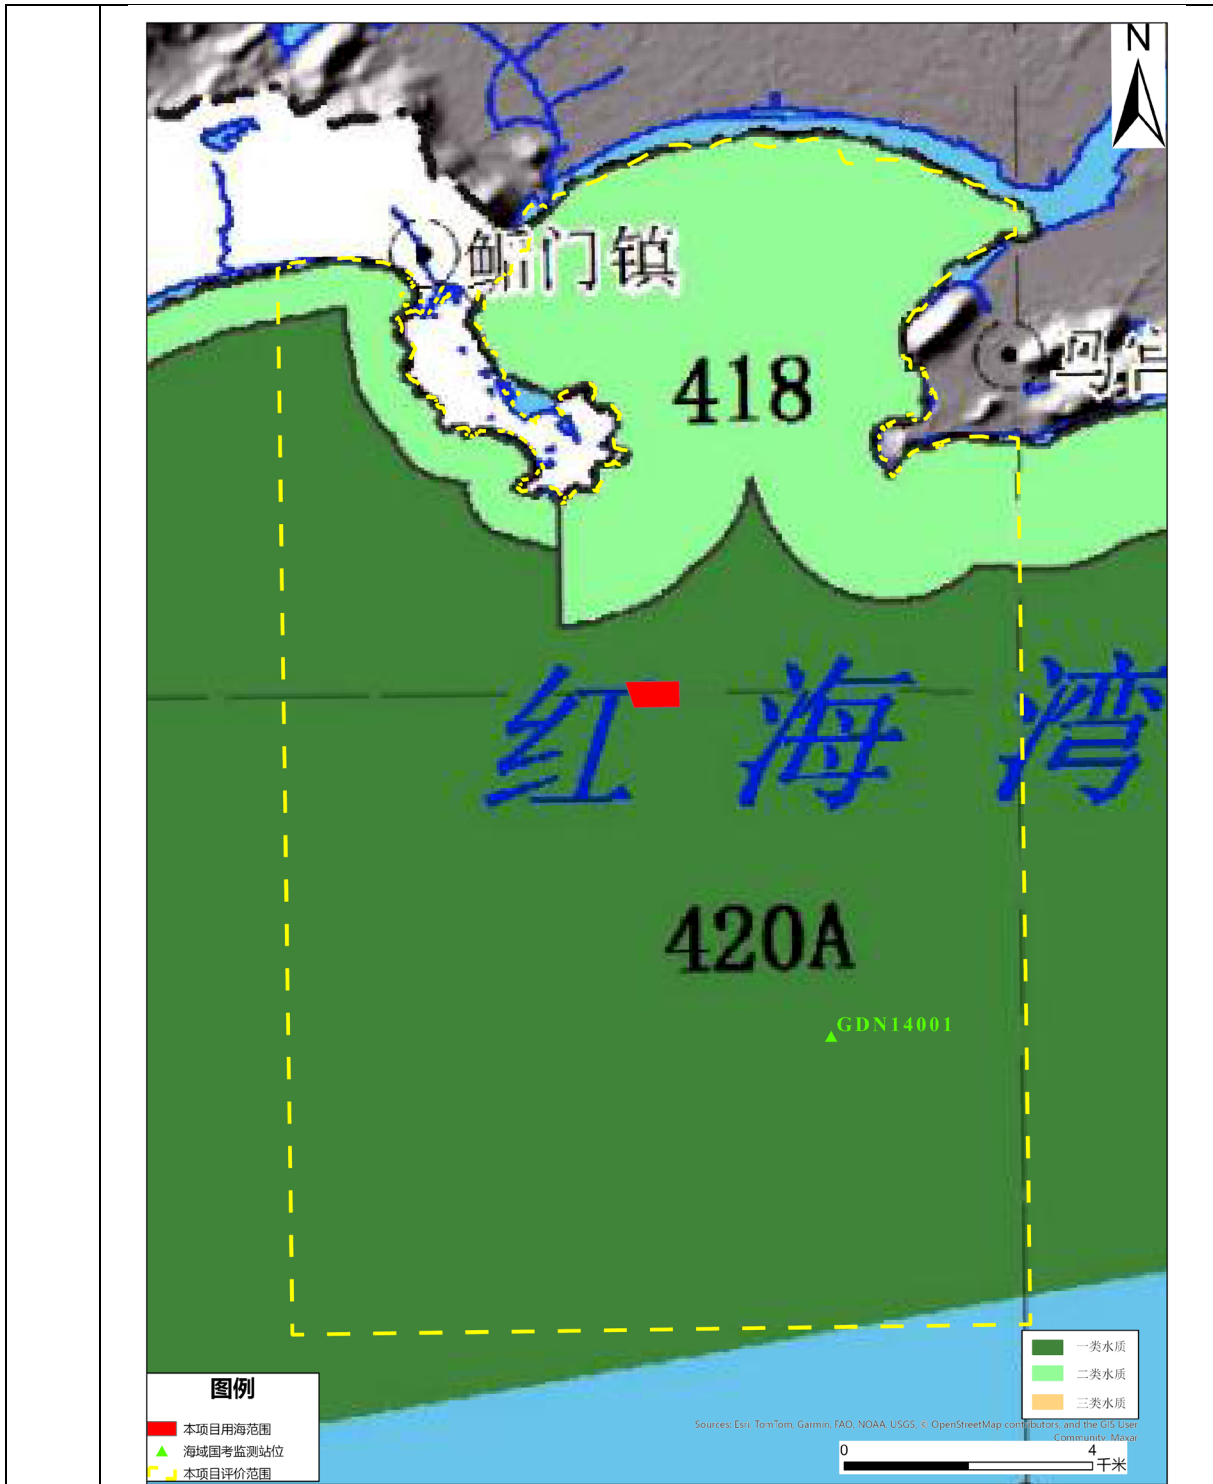 N
鲘门镇
418
红海湾
420A
GDN14001
一类水质
二类水质
三类水质
图例
本项目用海范围
海域国考监测站位
本项目评价范围
Sources: Esri, TomTom, Garmin, FAO, NOAA, USGS, © OpenStreetMap contributors, and the GIS User
Community, Maxar
0 4
千米